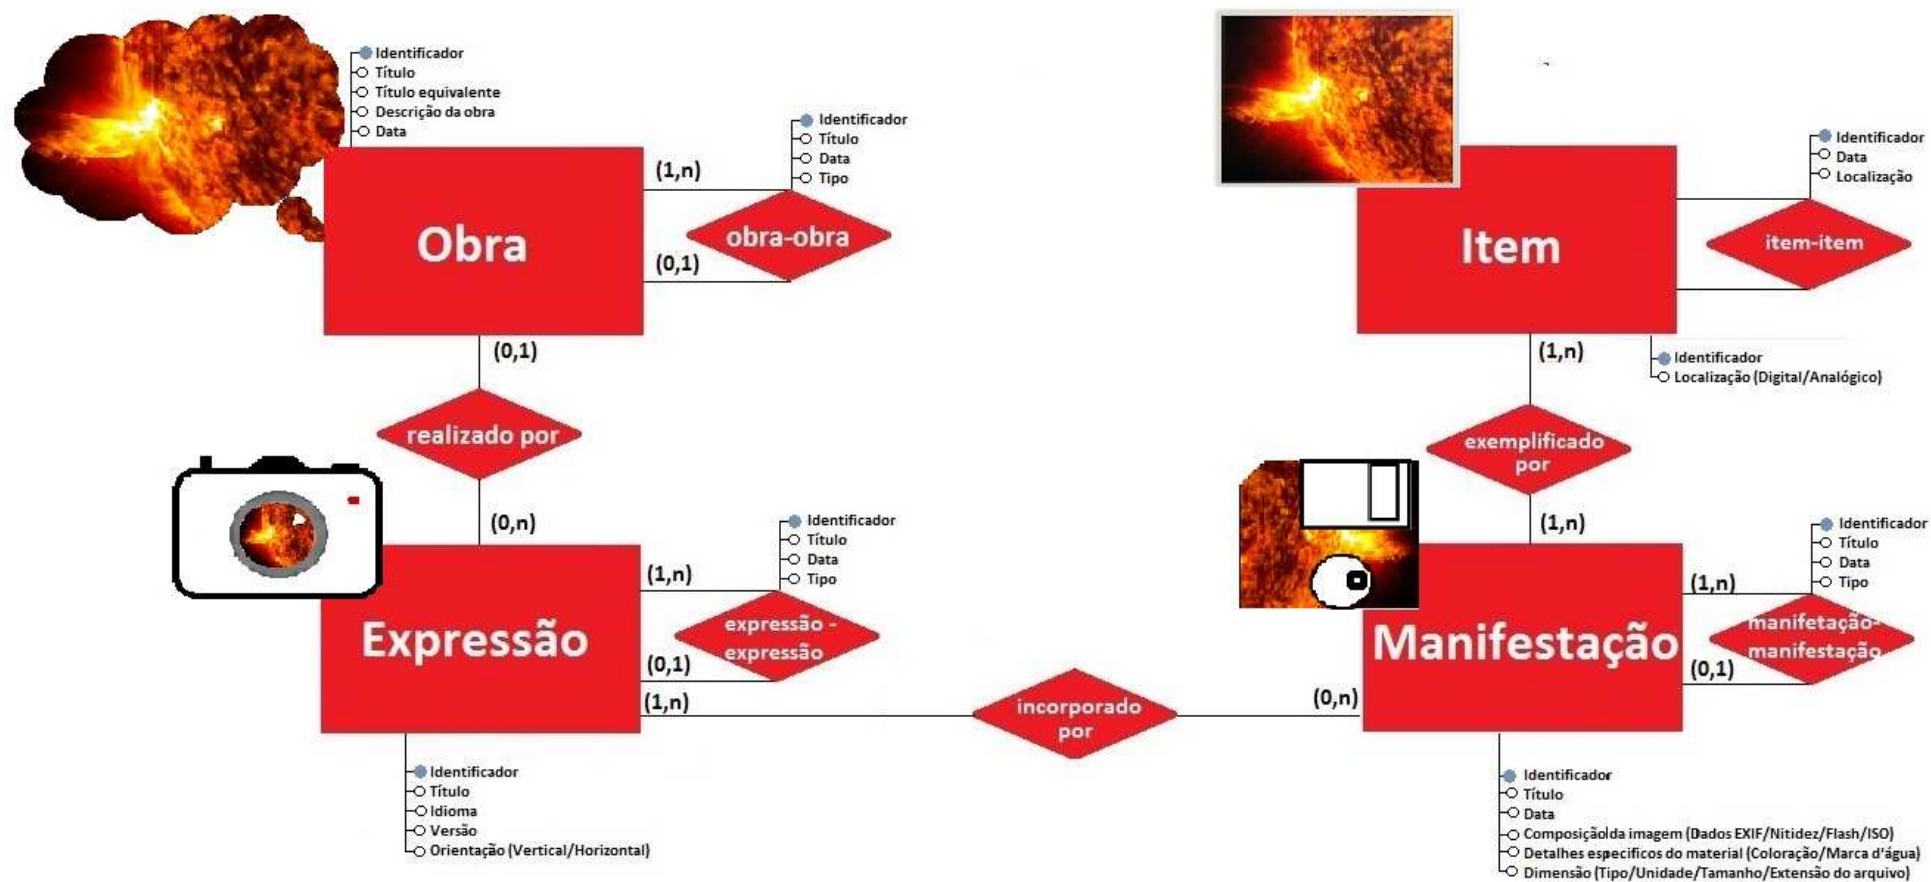 Identificador
Título
Título equivalente
Descrição da obra
Data
Obra
(1,n)
(0,1)
Identificador
Título
Data
Tipo
obra-obra
(0,1)
realizado por
(0,n)
Expressão
(1,n)
(0,1)
(1,n)
Identificador
Título
Data
Tipo
expressão -
expressão
Identificador
Título
Idioma
Versão
Orientação (Vertical/Horizontal)
incorporado
por
(0,n)
Item
Identificador
Data
Localização
item-ítem
Identificador
Localização (Digital/Analógico)
(1,n)
exemplificado
por
(1,n)
Manifestação
(1,n)
(0,1)
Identificador
Título
Data
Tipo
manifetação-
manifestação
Identificador
Título
Data
Composição da imagem (Dados EXIF/Nitidez/Flash/ISO)
Detalhes especificos do material (Coloração/Marca d'água)
Dimensão (Tipo/Unidade/Tamanho/Extensão do arquivo)